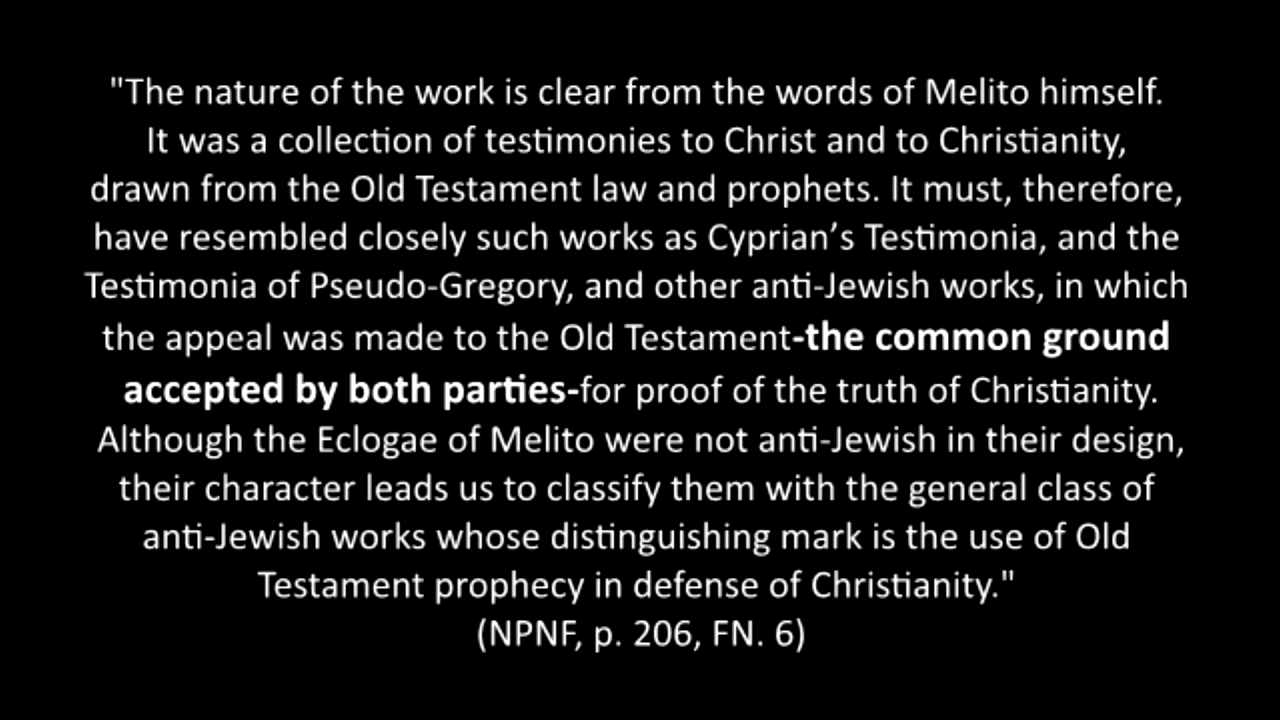 "The nature of the work is clear from the words of Melito himself.
It was a collection of testimonies to Christ and to Christianity,
drawn from the Old Testament law and prophets. It must, therefore,
have resembled closely such works as Cyprian’s Testimonia, and the
Testimonia of Pseudo-Gregory, and other anti-Jewish works, in which
the appeal was made to the Old Testament-the common ground
accepted by both parties-for proof of the truth of Christianity.
Although the Eclogae of Melito were not anti-Jewish in their design,
their character leads us to classify them with the general class of
anti-Jewish works whose distinguishing mark is the use of Old
Testament prophecy in defense of Christianity."
(NPNF, p. 206, FN. 6)